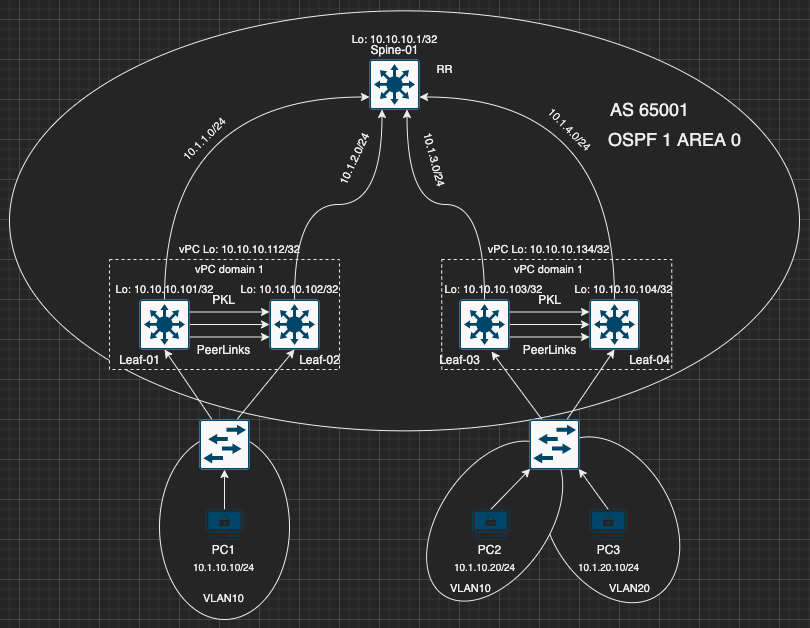 Lo: 10.10.10.1/32
Spine-01
RR
AS 65001
OSPF 1 AREA 0
10.1.1.0/24
10.1.2.0/24
10.1.3.0/24
10.1.4.0/24
vPC Lo: 10.10.10.112/32
vPC domain 1
Lo: 10.10.10.101/32
Lo: 10.10.10.102/32
PKL
PeerLinks
Leaf-01
Leaf-02
vPC Lo: 10.10.10.134/32
vPC domain 1
Lo: 10.10.10.103/32
Lo: 10.10.10.104/32
PKL
PeerLinks
Leaf-03
Leaf-04
PC1
10.1.10.10/24
VLAN10
PC2
10.1.10.20/24
VLAN10
PC3
10.1.20.10/24
VLAN20